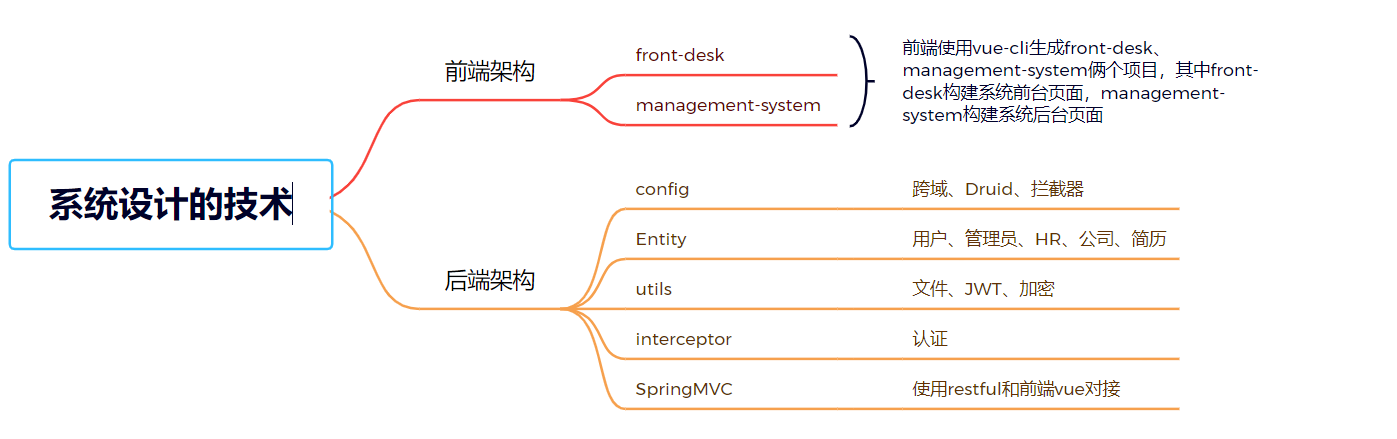 系统设计的技术
前端架构
front-desk
management-system
前端使用vue-cli生成front-desk、
management-system俩个项目，其中front-
desk构建系统前台页面，management-
system构建系统后台页面
后端架构
config
跨域、Druid、拦截器
Entity
用户、管理员、HR、公司、简历
utils
文件、JWT、加密
interceptor
认证
SpringMVC
使用restful和前端vue对接